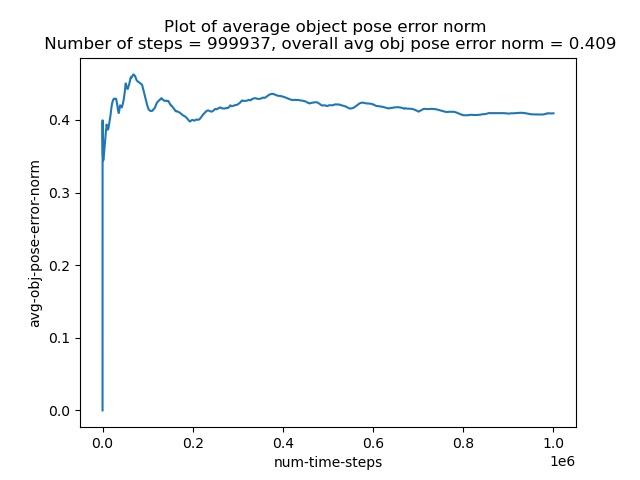 Plot of average object pose error norm
Number of steps = 999937, overall avg obj pose error norm = 0.409
avg-obj-pose-error-norm
0.4
0.3
0.2
0.1
0.0
0.0 0.2 0.4 0.6 0.8 1.0
1e6
num-time-steps